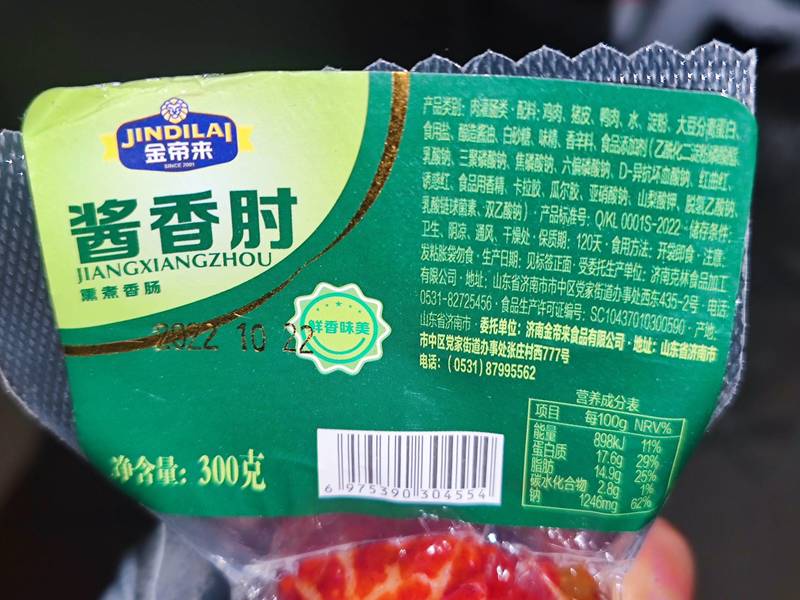 JINDILAI
金帝来
SINCE 2001
酱香肘
JIANGXIANGZHOU
熏煮香肠
2022 10 22
鲜香味美
净含量: 300克
产品类别: 肉灌肠类 · 配料: 鸡肉、猪皮、鸭肉、水、淀粉、大豆分离蛋白、
食用盐、酿造酱油、白砂糖、味精、香辛料、食品添加剂(乙酰化二淀粉磷酸酯、
乳酸钠、三聚磷酸钠、焦磷酸钠、六偏磷酸钠、D-异抗坏血酸钠、红曲红、
诱惑红、食品用香精、卡拉胶、瓜尔胶、亚硝酸钠、山梨酸钾、脱氢乙酸钠、
乳酸链球菌素、双乙酸钠) · 产品标准号: Q/KL 0001S-2022 · 储存条件:
卫生、阴凉、通风、干燥处 · 保质期: 120天 · 食用方法: 开袋即食 · 注意:
发粘胀袋勿食 · 生产日期: 见标签正面 · 受委托生产单位: 济南克林食品加工
有限公司 · 地址: 山东省济南市市中区党家街道办事处西东435-2号 · 电话:
0531-82725456 · 食品生产许可证编号: SC10437010300590 · 产地:
山东省济南市 · 委托单位: 济南金帝来食品有限公司 · 地址: 山东省济南市
市中区党家街道办事处张庄村西777号
电话: (0531) 87995562
营养成分表
项目 每100g NRV%
能量 898kJ 11%
蛋白质 17.6g 29%
脂肪 14.9g 25%
碳水化合物 2.8g 1%
钠 1246mg 62%
6 975390 304554